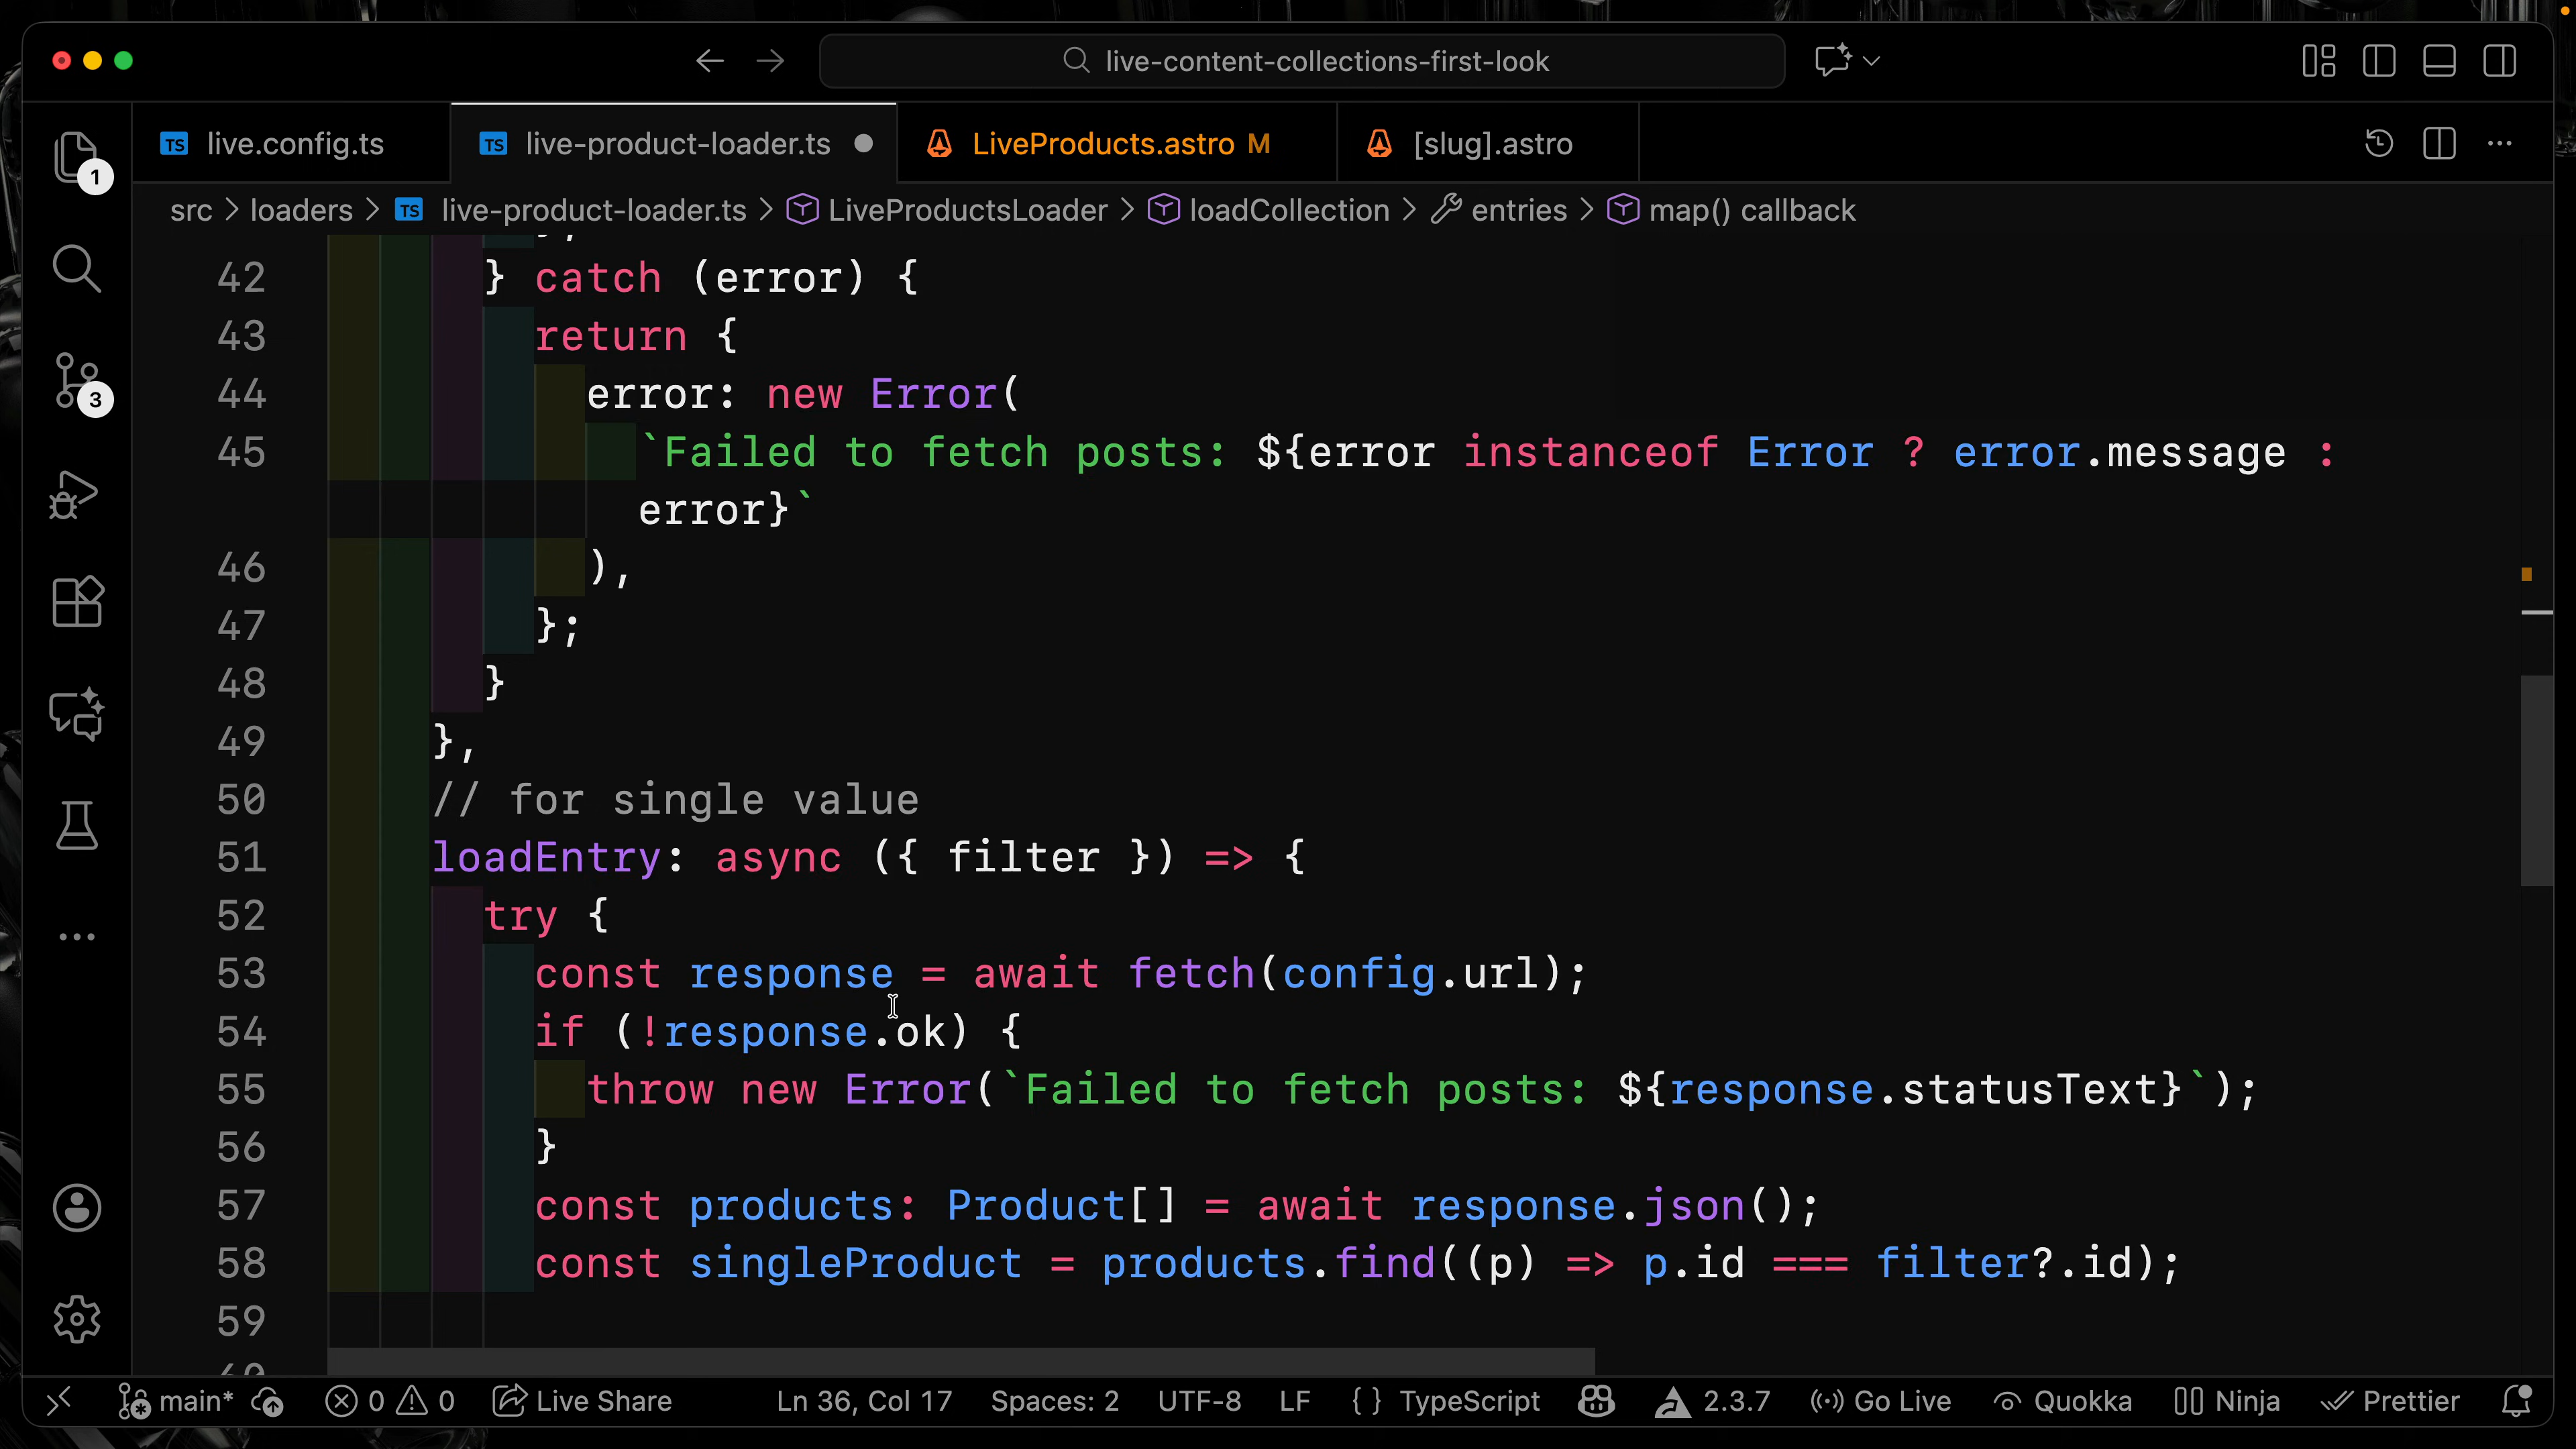 live-content-collections-first-look
live.config.ts
live-product-loader.ts
LiveProducts.astro M
[slug].astro
1
3
src > loaders > TS live-product-loader.ts > LiveProductsLoader > loadCollection > entries > map() callback
42 } catch (error) {
43 return {
44 error: new Error(
45 `Failed to fetch posts: ${error instanceof Error ? error.message :
error}`
46 ),
47 };
48 }
49 },
50 // for single value
51 loadEntry: async ({ filter }) => {
52 try {
53 const response = await fetch(config.url);
54 if (!response.ok) {
55 throw new Error(`Failed to fetch posts: ${response.statusText}`);
56 }
57 const products: Product[] = await response.json();
58 const singleProduct = products.find((p) => p.id === filter?.id);
59
main* 0 0 Live Share Ln 36, Col 17 Spaces: 2 UTF-8 LF { } TypeScript 2.3.7 Go Live Quokka Ninja Prettier